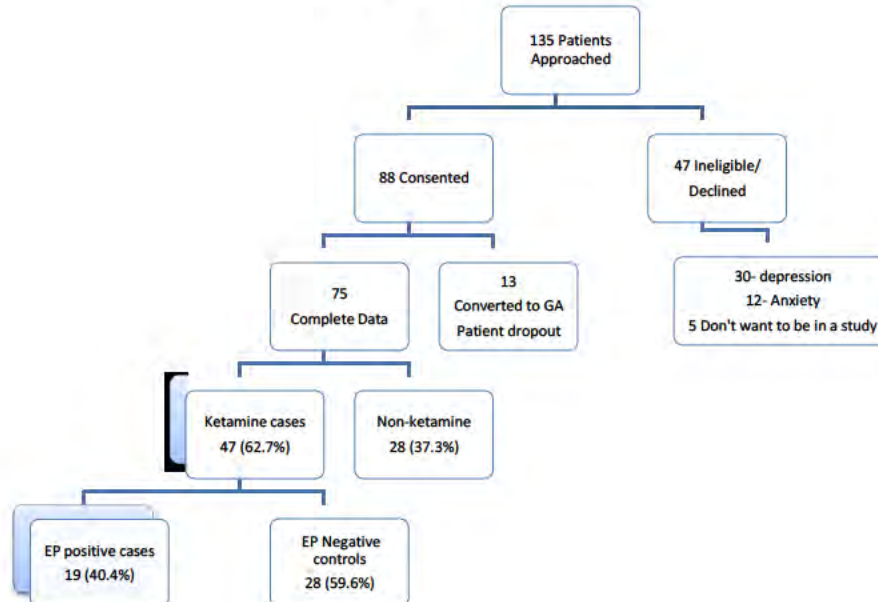 135 Patients
Approached
88 Consented
47 Ineligible/
Declined
75
Complete Data
13
Converted to GA
Patient dropout
30- depression
12- Anxiety
5 Don't want to be in a study
Ketamine cases
47 (62.7%)
Non-ketamine
28 (37.3%)
EP positive cases
19 (40.4%)
EP Negative
controls
28 (59.6%)